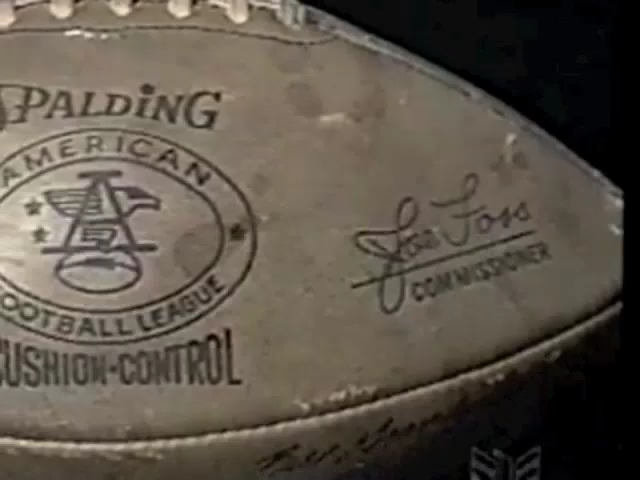 SPALDING
AMERICAN
FOOTBALL LEAGUE
CUSHION-CONTROL
Joe Foss
COMMISSIONER